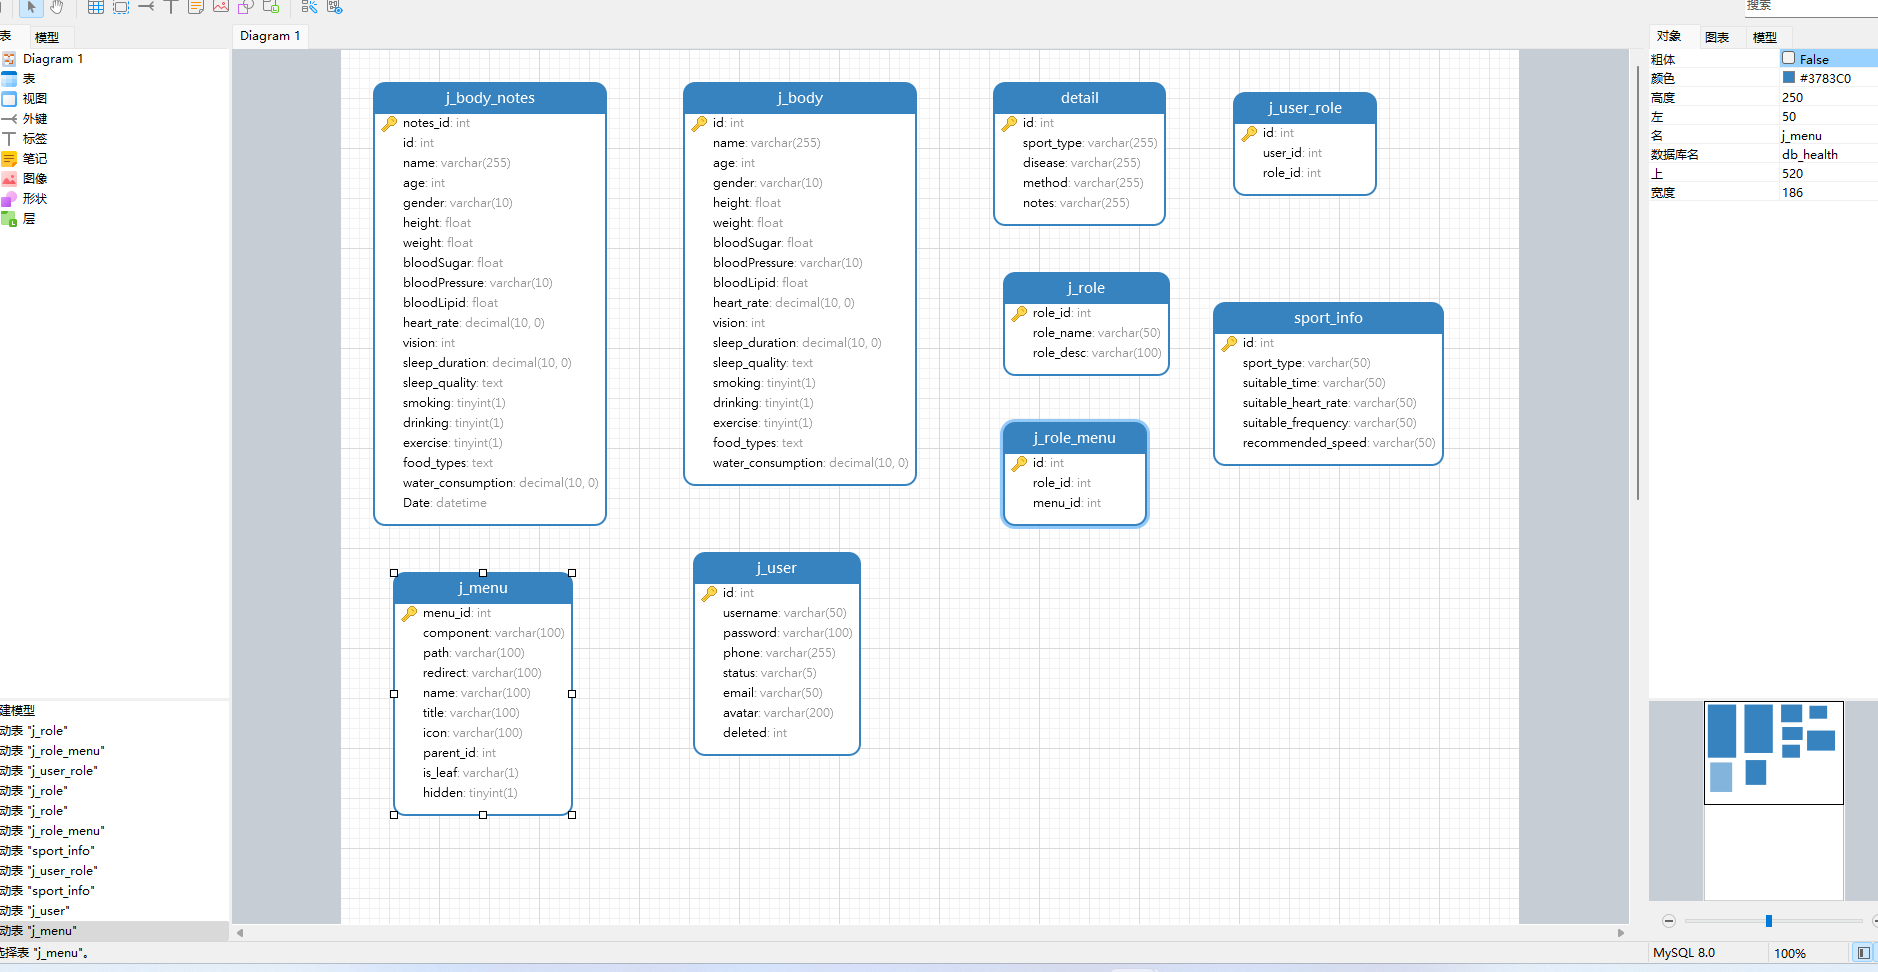 搜索
表
模型
Diagram 1
Diagram 1
表
视图
外键
标签
笔记
图像
形状
层
建模型
动表 "j_role"
动表 "j_role_menu"
动表 "j_user_role"
动表 "j_role"
动表 "j_role"
动表 "j_role_menu"
动表 "sport_info"
动表 "j_user_role"
动表 "sport_info"
动表 "j_user"
动表 "j_menu"
选择表 "j_menu"。
j_body_notes
notes_id: int
id: int
name: varchar(255)
age: int
gender: varchar(10)
height: float
weight: float
bloodSugar: float
bloodPressure: varchar(10)
bloodLipid: float
heart_rate: decimal(10, 0)
vision: int
sleep_duration: decimal(10, 0)
sleep_quality: text
smoking: tinyint(1)
drinking: tinyint(1)
exercise: tinyint(1)
food_types: text
water_consumption: decimal(10, 0)
Date: datetime
j_body
id: int
name: varchar(255)
age: int
gender: varchar(10)
height: float
weight: float
bloodSugar: float
bloodPressure: varchar(10)
bloodLipid: float
heart_rate: decimal(10, 0)
vision: int
sleep_duration: decimal(10, 0)
sleep_quality: text
smoking: tinyint(1)
drinking: tinyint(1)
exercise: tinyint(1)
food_types: text
water_consumption: decimal(10, 0)
detail
id: int
sport_type: varchar(255)
disease: varchar(255)
method: varchar(255)
notes: varchar(255)
j_user_role
id: int
user_id: int
role_id: int
j_role
role_id: int
role_name: varchar(50)
role_desc: varchar(100)
sport_info
id: int
sport_type: varchar(50)
suitable_time: varchar(50)
suitable_heart_rate: varchar(50)
suitable_frequency: varchar(50)
recommended_speed: varchar(50)
j_role_menu
id: int
role_id: int
menu_id: int
j_menu
menu_id: int
component: varchar(100)
path: varchar(100)
redirect: varchar(100)
name: varchar(100)
title: varchar(100)
icon: varchar(100)
parent_id: int
is_leaf: varchar(1)
hidden: tinyint(1)
j_user
id: int
username: varchar(50)
password: varchar(100)
phone: varchar(255)
status: varchar(5)
email: varchar(50)
avatar: varchar(200)
deleted: int
对象 图表 模型
粗体 False
颜色 #3783C0
高度 250
左 50
名 j_menu
数据库名 db_health
上 520
宽度 186
MySQL 8.0 100%